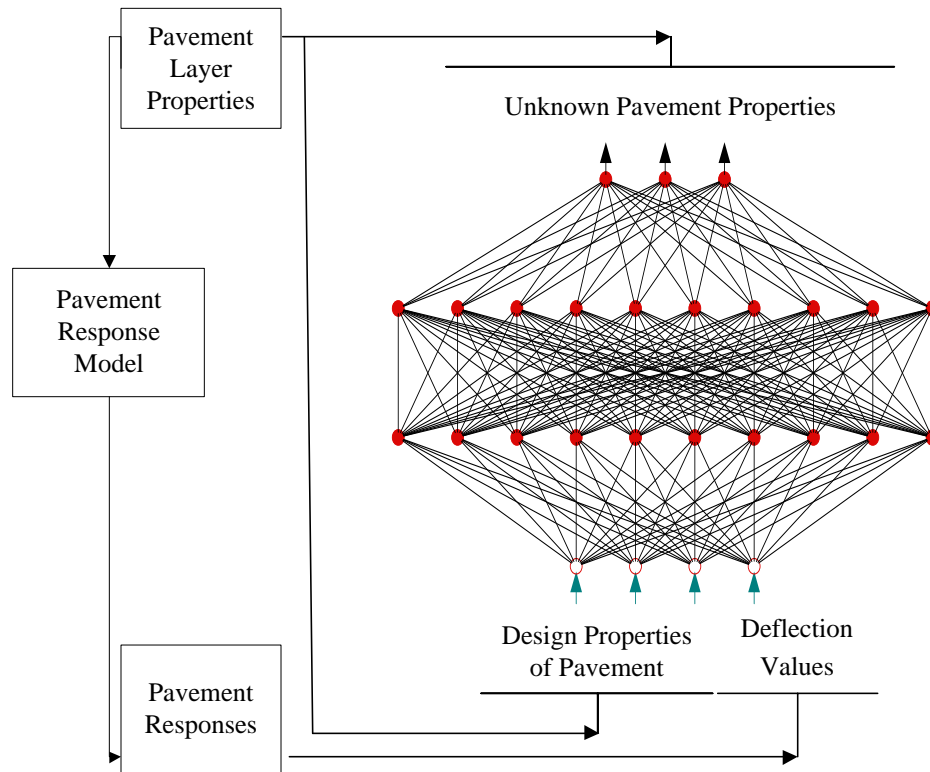 Pavement
Layer
Properties
Unknown Pavement Properties
Pavement
Response
Model
Design Properties
of Pavement
Deflection
Values
Pavement
Responses